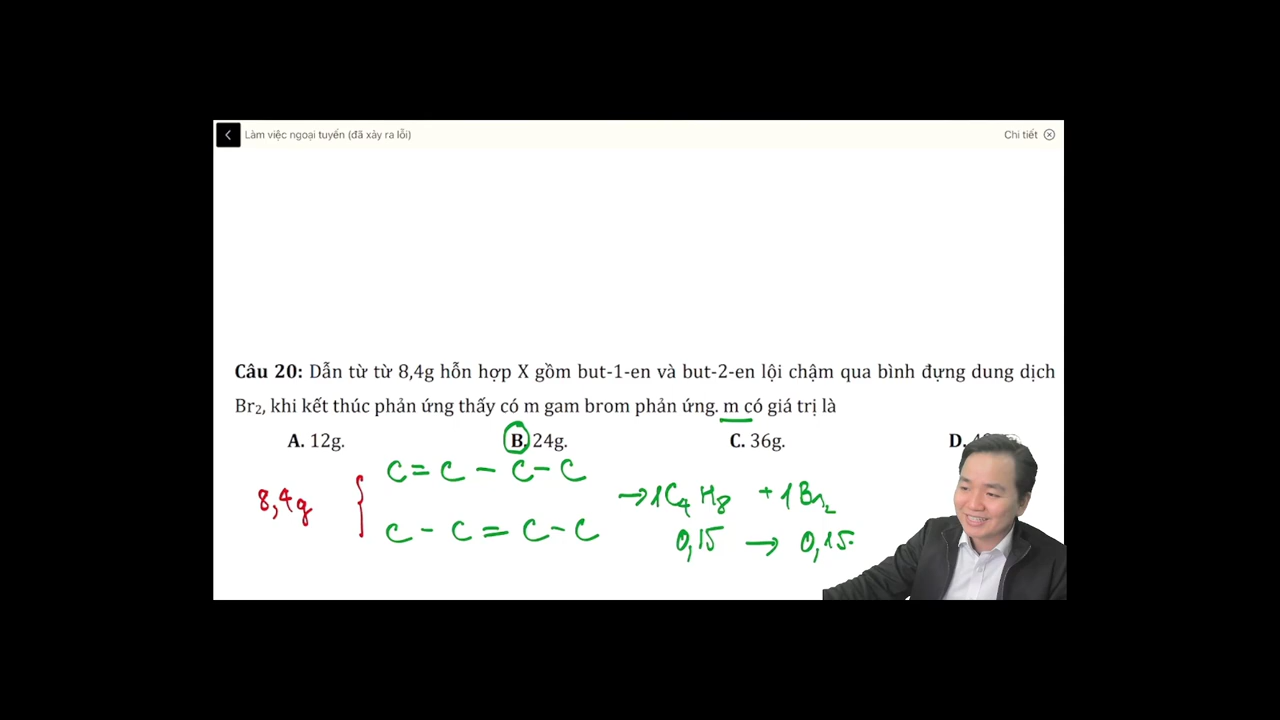 Làm việc ngoại tuyến (đã xảy ra lỗi) Chi tiết
Câu 20: Dẫn từ từ 8,4g hỗn hợp X gồm but-1-en và but-2-en lội chậm qua bình đựng dung dịch
Br₂, khi kết thúc phản ứng thấy có m gam brom phản ứng. m có giá trị là
A. 12g. B. 24g. C. 36g. D.
C = C - C - C
8,4g
→ 1C₄H₈ + 1Br₂
C - C = C - C
0,15 → 0,15